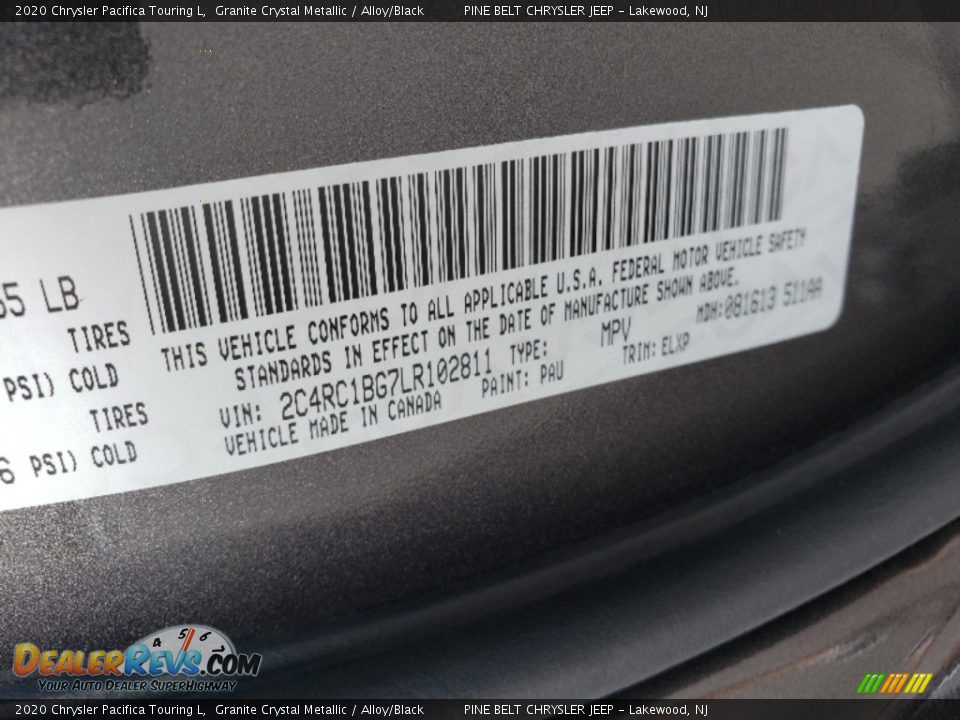 2020 Chrysler Pacifica Touring L, Granite Crystal Metallic / Alloy/Black PINE BELT CHRYSLER JEEP - Lakewood, NJ
LB
TIRES
PSI) COLD
TIRES
PSI) COLD
THIS VEHICLE CONFORMS TO ALL APPLICABLE U.S.A. FEDERAL MOTOR VEHICLE SAFETY
STANDARDS IN EFFECT ON THE DATE OF MANUFACTURE SHOWN ABOVE.
VIN: 2C4RC1BG7LR102811 TYPE: MPV MDH:081613 511AA
VEHICLE MADE IN CANADA PAINT: PAU TRIM: ELXP
4 5 6
DEALERREVS.COM
YOUR AUTO DEALER SUPERHIGHWAY
2020 Chrysler Pacifica Touring L, Granite Crystal Metallic / Alloy/Black PINE BELT CHRYSLER JEEP - Lakewood, NJ